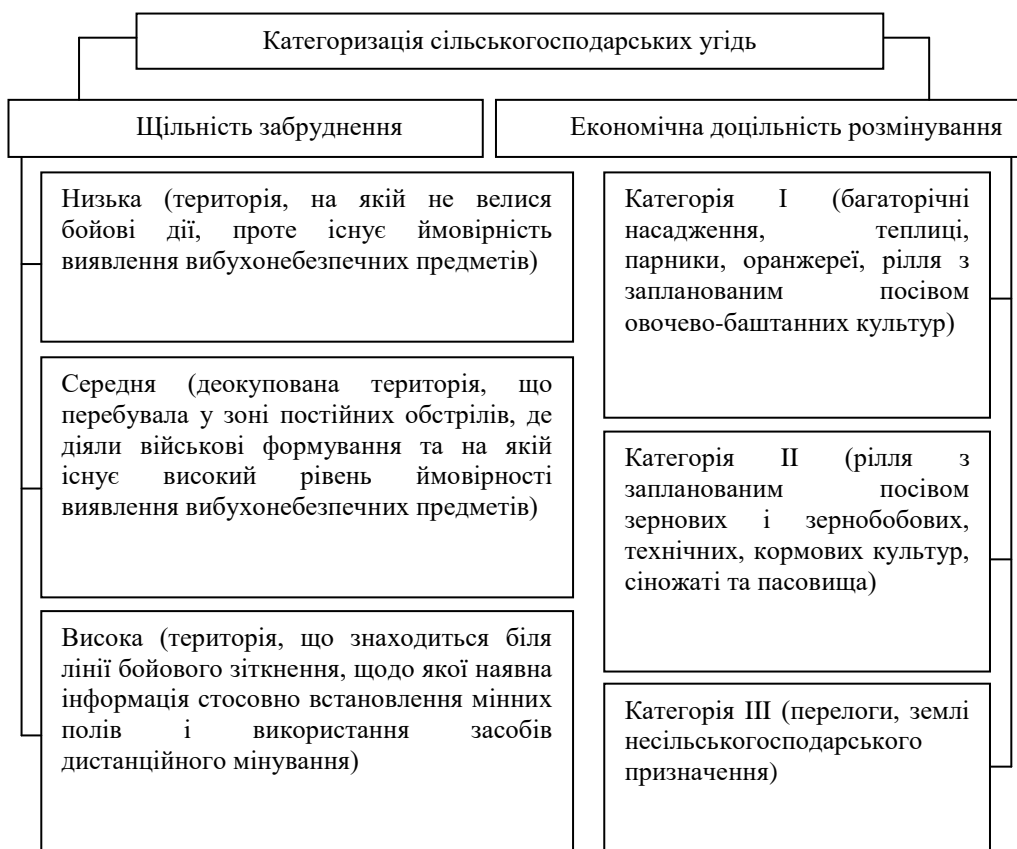 Категоризація сільськогосподарських угідь
Щільність забруднення
Низька (територія, на якій не велися
бойові дії, проте існує ймовірність
виявлення вибухонебезпечних предметів)
Середня (деокупована територія, що
перебувала у зоні постійних обстрілів, де
діяли військові формування та на якій
існує високий рівень ймовірності
виявлення вибухонебезпечних предметів)
Висока (територія, що знаходиться біля
лінії бойового зіткнення, щодо якої наявна
інформація стосовно встановлення мінних
полів і використання засобів
дистанційного мінування)
Економічна доцільність розмінування
Категорія І (багаторічні
насадження, теплиці,
парники, оранжереї, рілля з
запланованим посівом
овочево-баштанних культур)
Категорія ІІ (рілля з
запланованим посівом
зернових і зернобобових,
технічних, кормових культур,
сіножаті та пасовища)
Категорія ІІІ (перелоги, землі
несільськогосподарського
призначення)